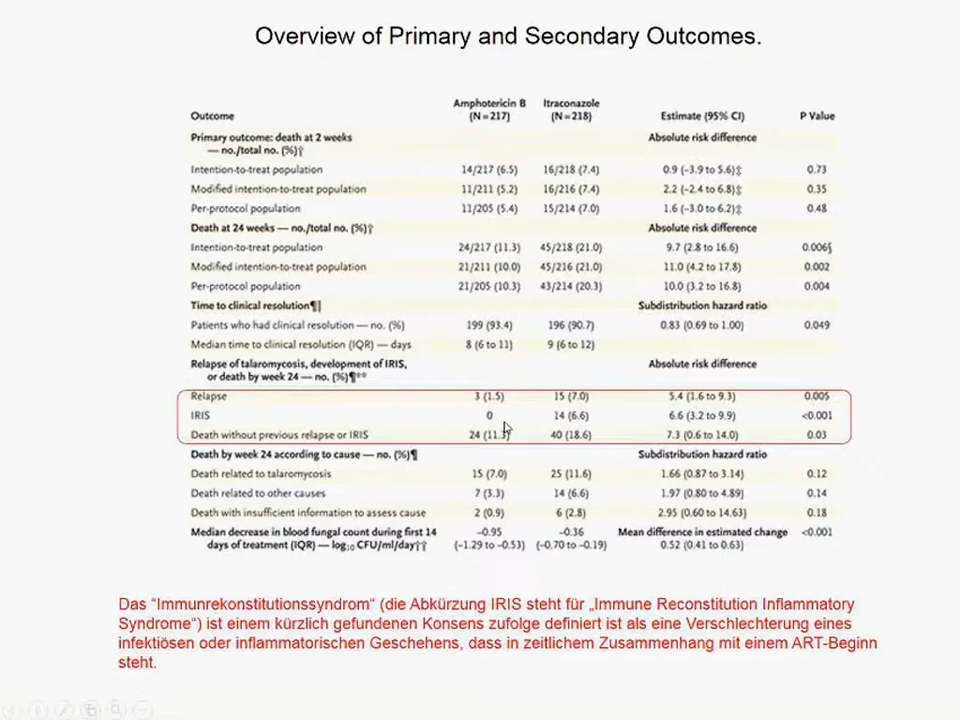 Overview of Primary and Secondary Outcomes.
Outcome Amphotericin B (N=217) Itraconazole (N=218) Estimate (95% CI) P Value
Primary outcome: death at 2 weeks — no./total no. (%)† Absolute risk difference
Intention-to-treat population 14/217 (6.5) 16/218 (7.4) 0.9 (−3.9 to 5.6)‡ 0.73
Modified intention-to-treat population 11/211 (5.2) 16/216 (7.4) 2.2 (−2.4 to 6.8)‡ 0.35
Per-protocol population 11/205 (5.4) 15/214 (7.0) 1.6 (−3.0 to 6.2)‡ 0.48
Death at 24 weeks — no./total no. (%)† Absolute risk difference
Intention-to-treat population 24/217 (11.3) 45/218 (21.0) 9.7 (2.8 to 16.6) 0.006§
Modified intention-to-treat population 21/211 (10.0) 45/216 (21.0) 11.0 (4.2 to 17.8) 0.002
Per-protocol population 21/205 (10.3) 43/214 (20.3) 10.0 (3.2 to 16.8) 0.004
Time to clinical resolution¶‖ Subdistribution hazard ratio
Patients who had clinical resolution — no. (%) 199 (93.4) 196 (90.7) 0.83 (0.69 to 1.00) 0.049
Median time to clinical resolution (IQR) — days 8 (6 to 11) 9 (6 to 12)
Relapse of talaromycosis, development of IRIS, or death by week 24 — no. (%)¶** Absolute risk difference
Relapse 3 (1.5) 15 (7.0) 5.4 (1.6 to 9.3) 0.005
IRIS 0 14 (6.6) 6.6 (3.2 to 9.9) <0.001
Death without previous relapse or IRIS 24 (11.3) 40 (18.6) 7.3 (0.6 to 14.0) 0.03
Death by week 24 according to cause — no. (%)¶ Subdistribution hazard ratio
Death related to talaromycosis 15 (7.0) 25 (11.6) 1.66 (0.87 to 3.14) 0.12
Death related to other causes 7 (3.3) 14 (6.6) 1.97 (0.80 to 4.89) 0.14
Death with insufficient information to assess cause 2 (0.9) 6 (2.8) 2.95 (0.60 to 14.63) 0.18
Median decrease in blood fungal count during first 14 days of treatment (IQR) — log₁₀ CFU/ml/day†† −0.95 (−1.29 to −0.53) −0.36 (−0.70 to −0.19) Mean difference in estimated change 0.52 (0.41 to 0.63) <0.001
Das “Immunrekonstitutionssyndrom“ (die Abkürzung IRIS steht für „Immune Reconstitution Inflammatory
Syndrome“) ist einem kürzlich gefundenen Konsens zufolge definiert ist als eine Verschlechterung eines
infektiösen oder inflammatorischen Geschehens, dass in zeitlichem Zusammenhang mit einem ART-Beginn
steht.